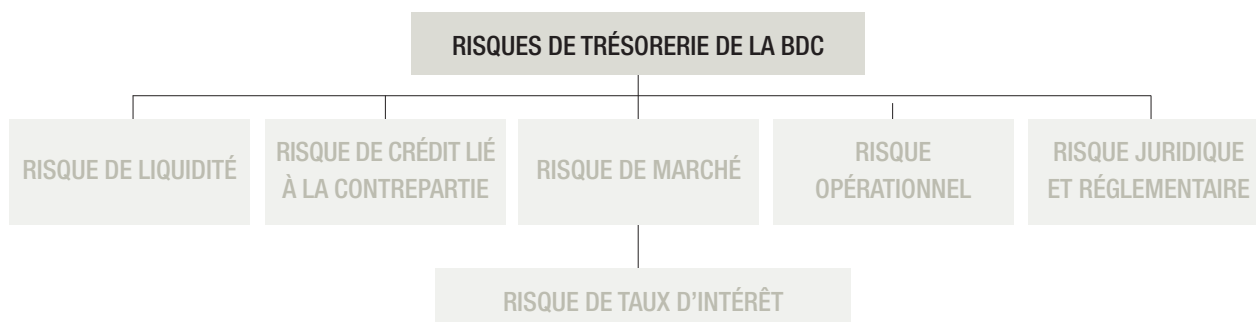 RISQUES DE TRÉSORERIE DE LA BDC
RISQUE DE LIQUIDITÉ
RISQUE DE CRÉDIT LIÉ
À LA CONTREPARTIE
RISQUE DE MARCHÉ
RISQUE
OPÉRATIONNEL
RISQUE JURIDIQUE
ET RÉGLEMENTAIRE
RISQUE DE TAUX D’INTÉRÊT